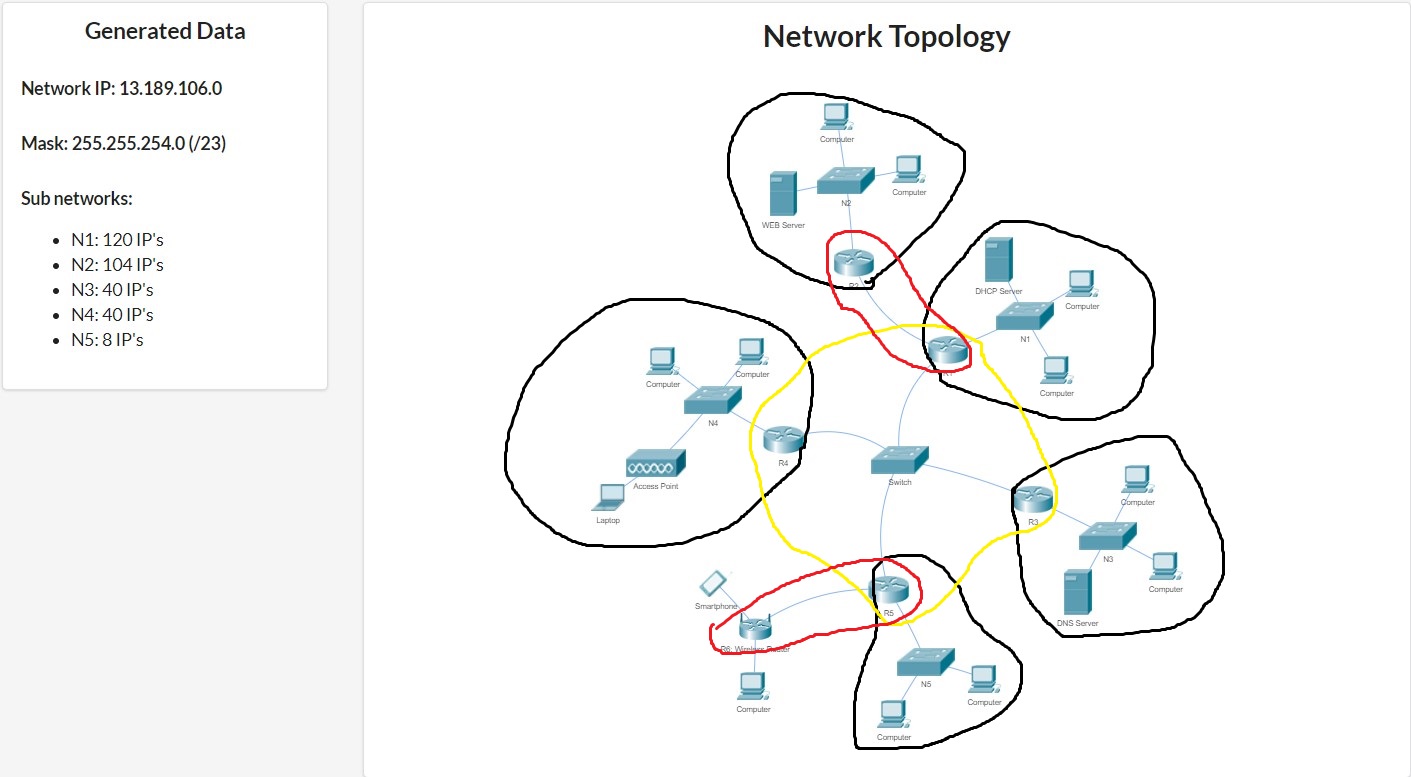 Generated Data
Network IP: 13.189.106.0
Mask: 255.255.254.0 (/23)
Sub networks:
N1: 120 IP's
N2: 104 IP's
N3: 40 IP's
N4: 40 IP's
N5: 8 IP's
Network Topology
Computer
Computer
N2
WEB Server
R2
DHCP Server
Computer
N1
R1
Computer
Computer
Computer
N4
R4
Access Point
Laptop
Switch
Computer
R3
N3
Computer
DNS Server
Smartphone
R5
R6: Wireless Router
N5
Computer
Computer
Computer